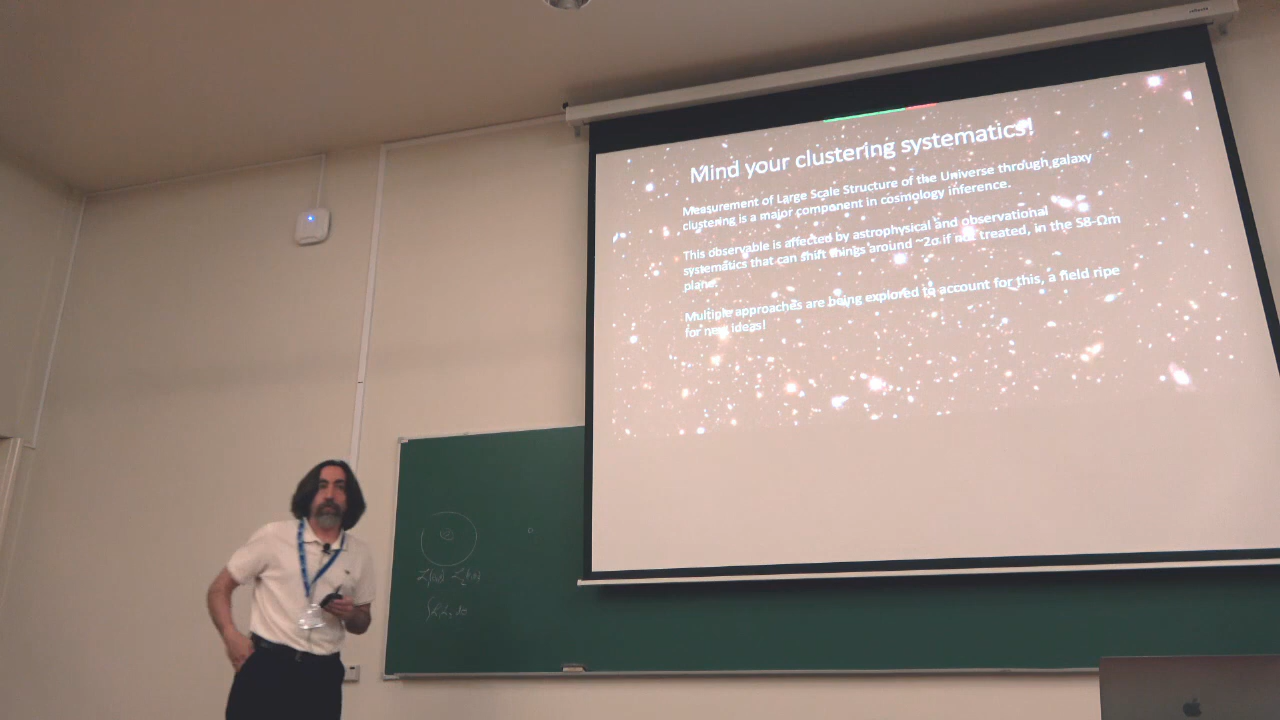 Mind your clustering systematics!
Measurement of Large Scale Structure of the Universe through galaxy
clustering is a major component in cosmology inference.
This observable is affected by astrophysical and observational
systematics that can shift things around ~2σ if not treated, in the S8-Ωm
plane.
Multiple approaches are being explored to account for this, a field ripe
for new ideas!